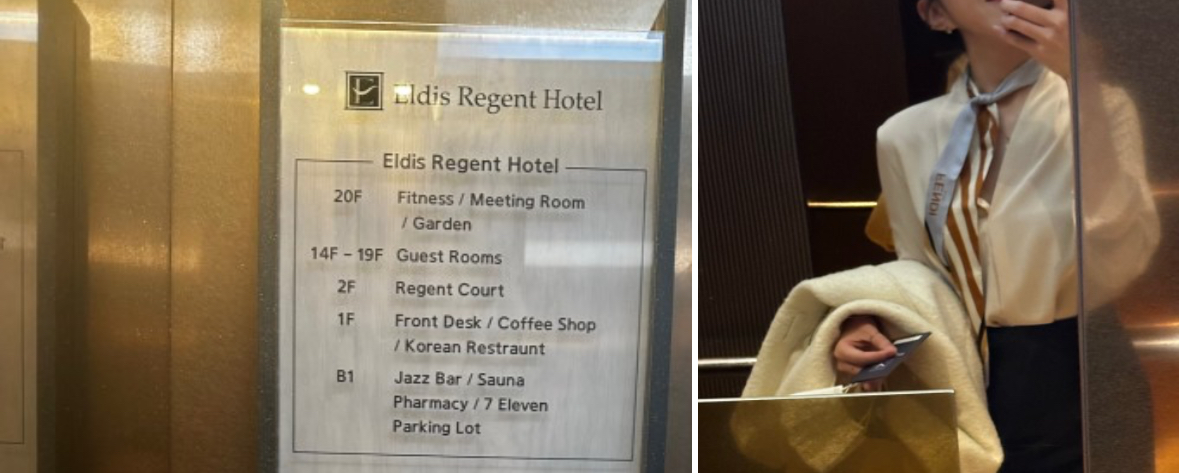 Eldis Regent Hotel
Eldis Regent Hotel
20F Fitness / Meeting Room
/ Garden
14F - 19F Guest Rooms
2F Regent Court
1F Front Desk / Coffee Shop
/ Korean Restraunt
B1 Jazz Bar / Sauna
Pharmacy / 7 Eleven
Parking Lot
FENDI